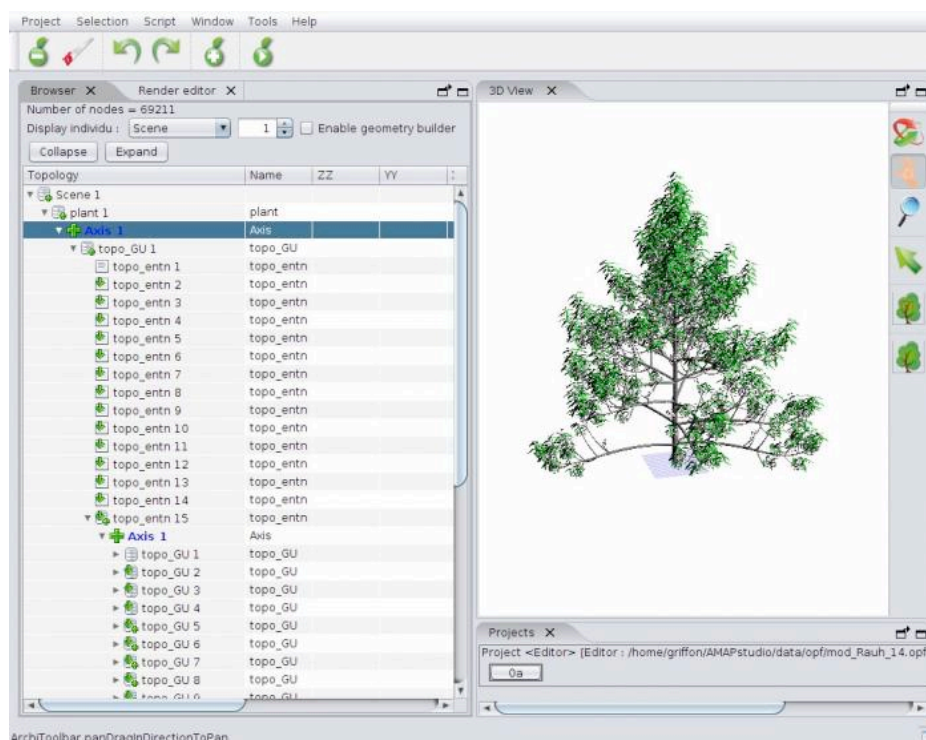 Project Selection Script Window Tools Help
Browser X Render editor X
Number of nodes = 69211
Display individu : Scene 1 Enable geometry builder
Collapse Expand
Topology Name ZZ YY
Scene 1
plant 1 plant
Axis 1 Axis
topo_GU 1 topo_GU
topo_entn 1 topo_entn
topo_entn 2 topo_entn
topo_entn 3 topo_entn
topo_entn 4 topo_entn
topo_entn 5 topo_entn
topo_entn 6 topo_entn
topo_entn 7 topo_entn
topo_entn 8 topo_entn
topo_entn 9 topo_entn
topo_entn 10 topo_entn
topo_entn 11 topo_entn
topo_entn 12 topo_entn
topo_entn 13 topo_entn
topo_entn 14 topo_entn
topo_entn 15 topo_entn
Axis 1 Axis
topo_GU 1 topo_GU
topo_GU 2 topo_GU
topo_GU 3 topo_GU
topo_GU 4 topo_GU
topo_GU 5 topo_GU
topo_GU 6 topo_GU
topo_GU 7 topo_GU
topo_GU 8 topo_GU
topo_GU 9 topo_GU
3D View X
Projects X
Project <Editor> [Editor : /home/griffon/AMAPstudio/data/opf/mod_Rauh_14.opf
0a
ArchiToolbar.panDragInDirectionToPan